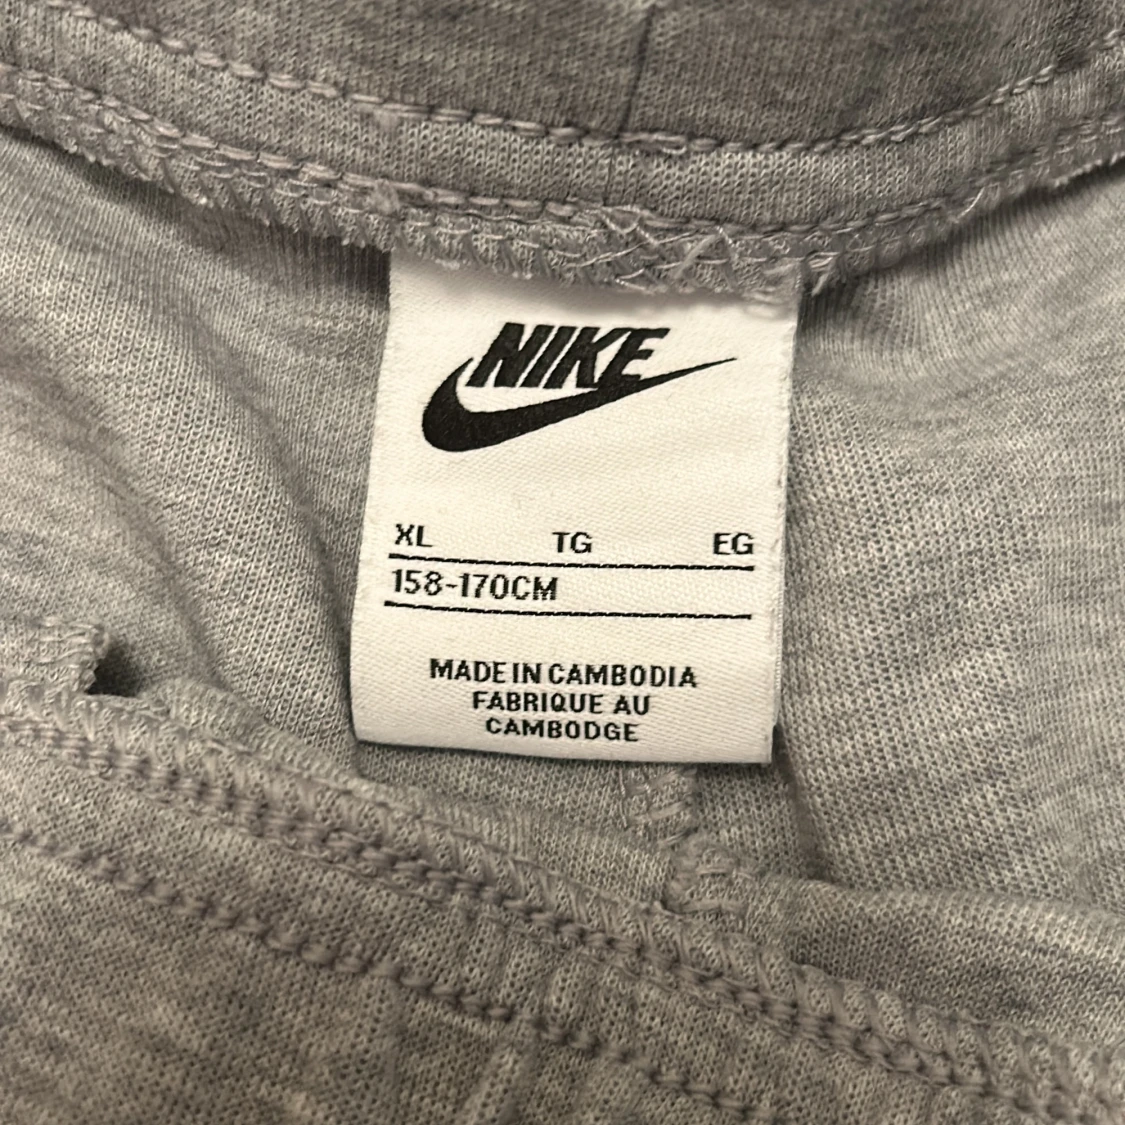 NIKE
XL TG EG
158-170CM
MADE IN CAMBODIA
FABRIQUE AU
CAMBODGE